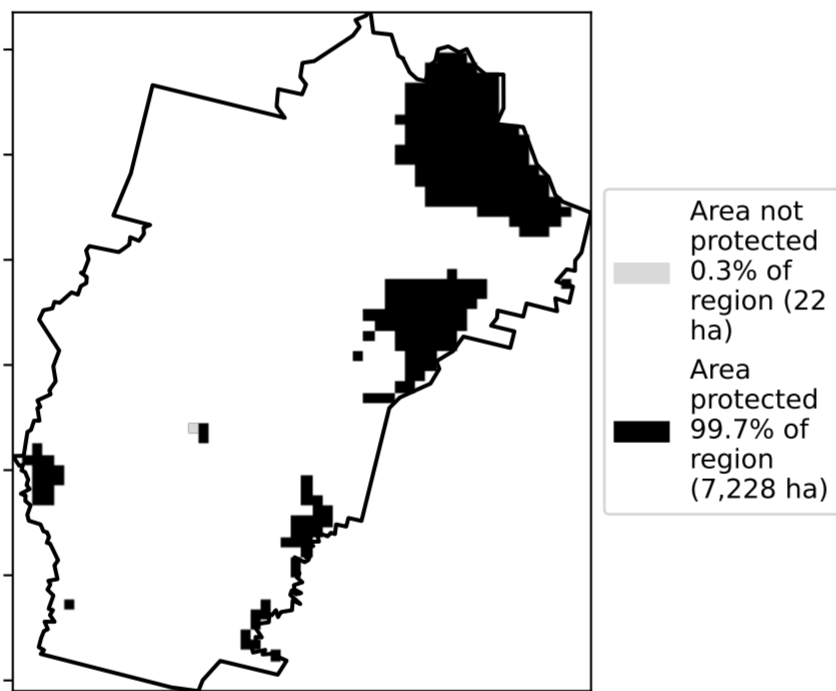 Area not
protected
0.3% of
region (22
ha)
Area
protected
99.7% of
region
(7,228 ha)